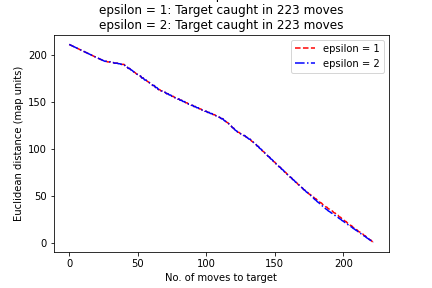 epsilon = 1: Target caught in 223 moves
epsilon = 2: Target caught in 223 moves
epsilon = 1
epsilon = 2
Euclidean distance (map units)
200
150
100
50
0
0 50 100 150 200
No. of moves to target